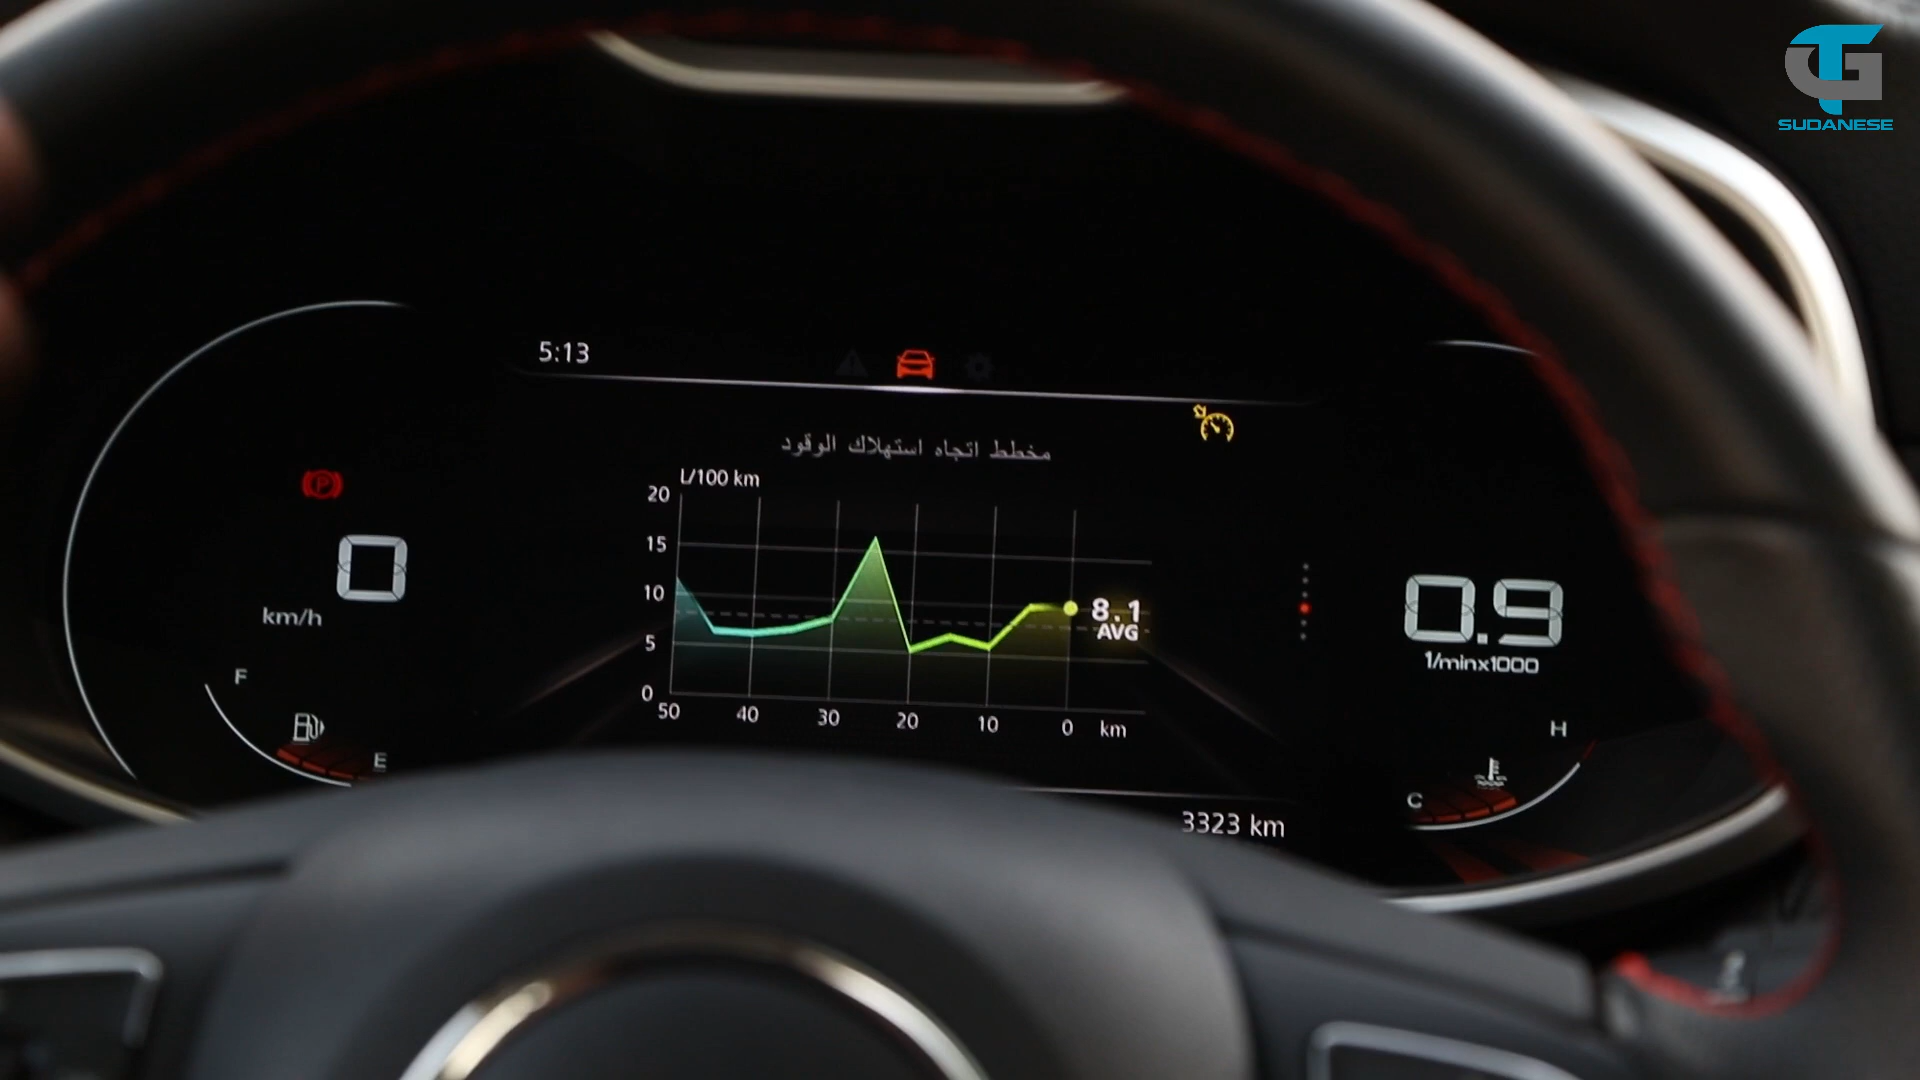 TG
SUDANESE
5:13
مخطط اتجاه استهلاك الوقود
L/100 km
20
15
10
5
0
50 40 30 20 10 0 km
8.1
AVG
P
0
km/h
F
E
0.9
1/minx1000
H
C
3323 km